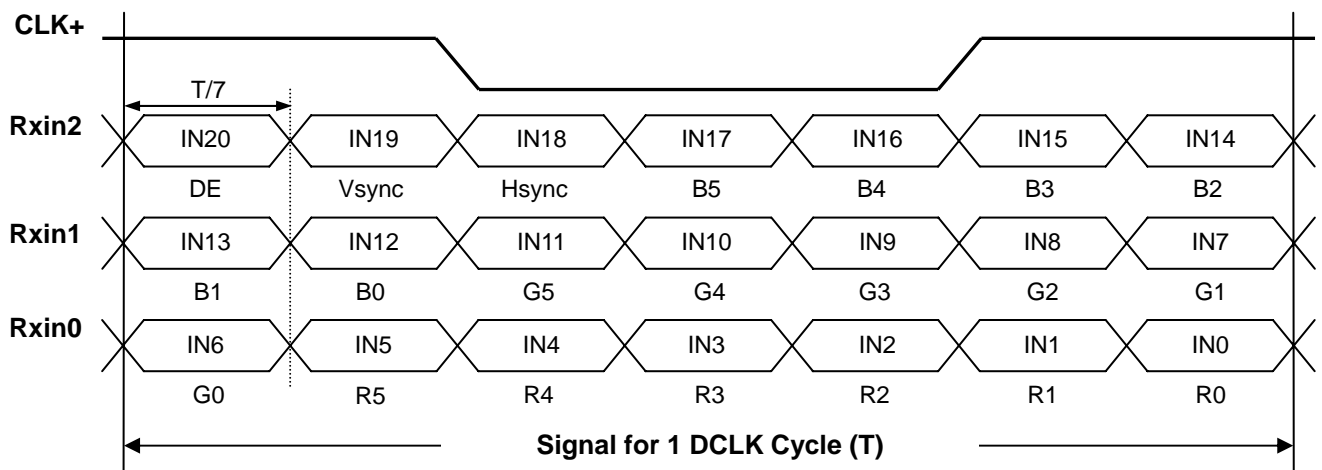 CLK+
T/7
Rxin2
IN20 IN19 IN18 IN17 IN16 IN15 IN14
DE Vsync Hsync B5 B4 B3 B2
Rxin1
IN13 IN12 IN11 IN10 IN9 IN8 IN7
B1 B0 G5 G4 G3 G2 G1
Rxin0
IN6 IN5 IN4 IN3 IN2 IN1 IN0
G0 R5 R4 R3 R2 R1 R0
Signal for 1 DCLK Cycle (T)